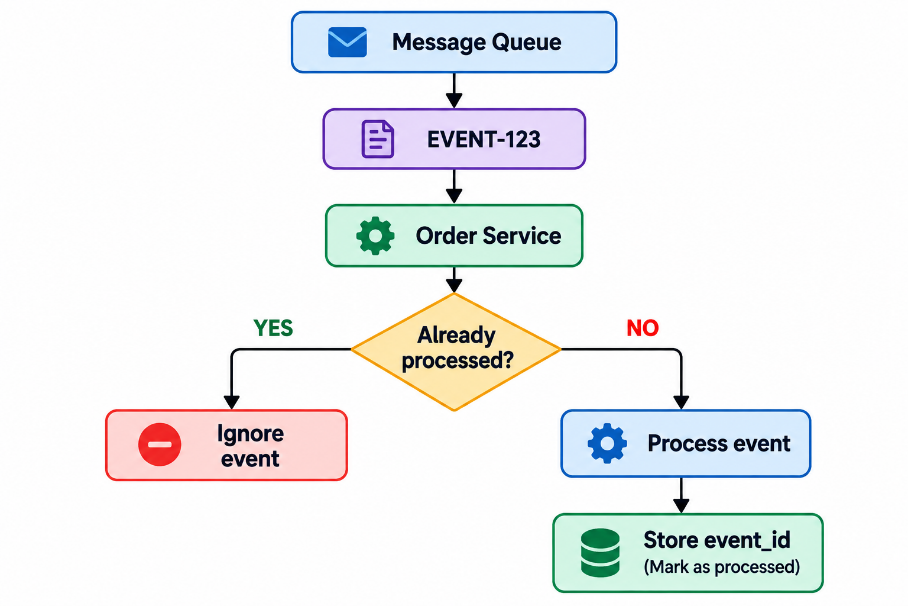 Message Queue
EVENT-123
Order Service
Already
processed?
YES
NO
Ignore
event
Process event
Store event_id
(Mark as processed)